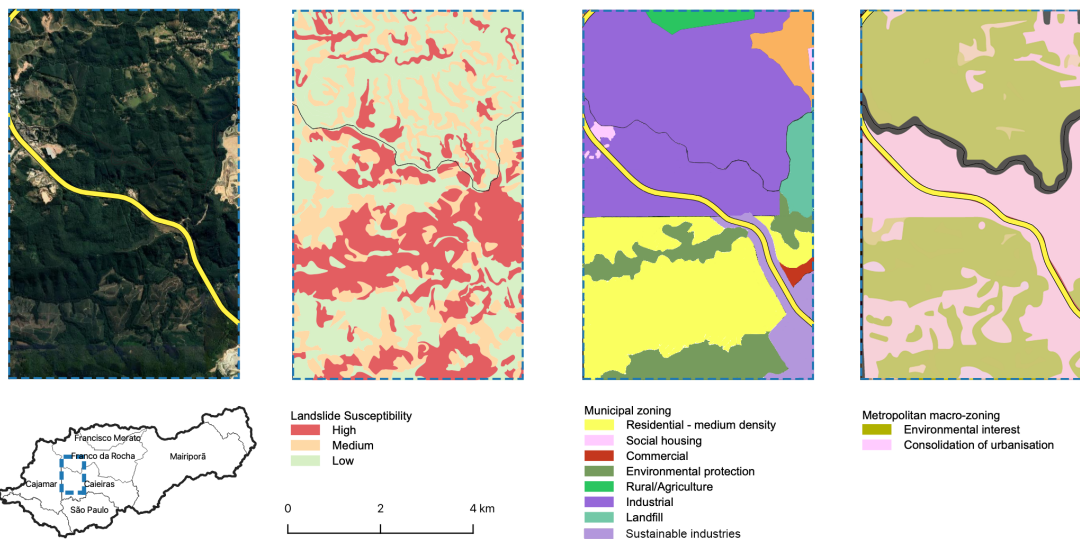 Francisco Morato
Franco da Rocha
Mairiporã
Cajamar
Caieiras
São Paulo
Landslide Susceptibility
High
Medium
Low
0 2 4 km
Municipal zoning
Residential - medium density
Social housing
Commercial
Environmental protection
Rural/Agriculture
Industrial
Landfill
Sustainable industries
Metropolitan macro-zoning
Environmental interest
Consolidation of urbanisation